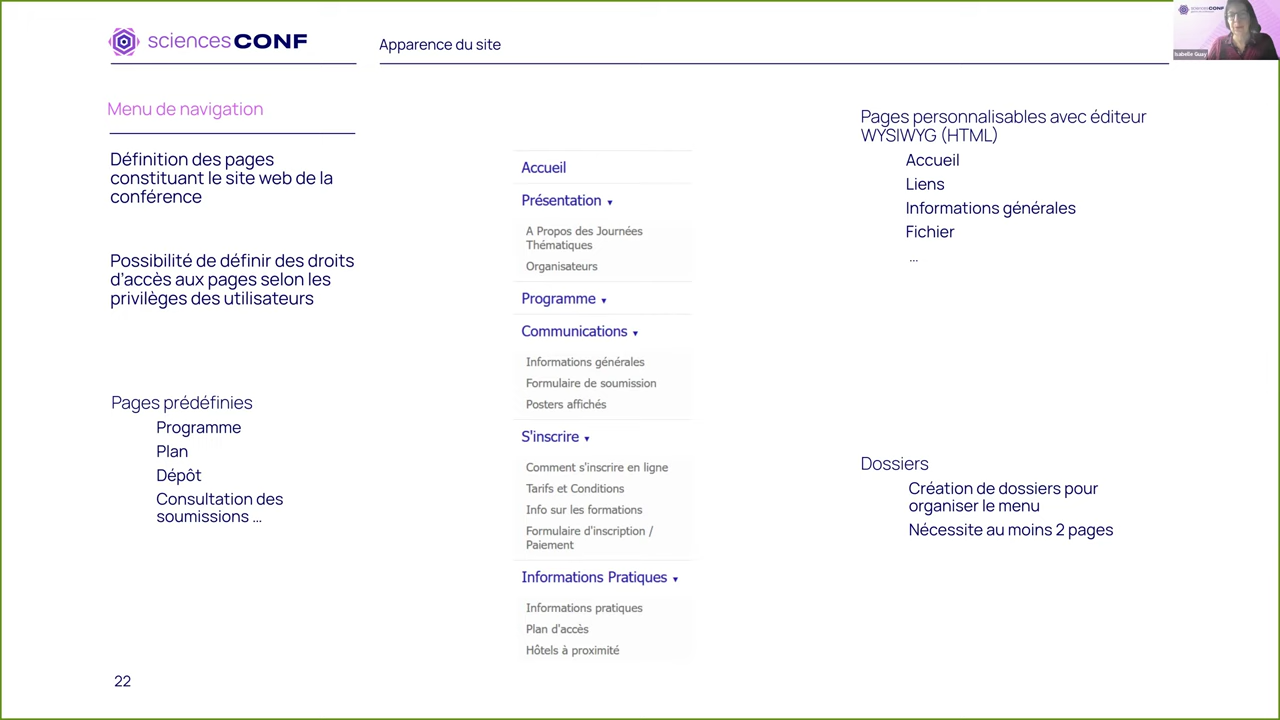 sciencesCONF
Apparence du site
sciencesCONF
Isabelle Guay
Menu de navigation
Définition des pages
constituant le site web de la
conférence
Possibilité de définir des droits
d'accès aux pages selon les
privilèges des utilisateurs
Pages prédéfinies
Programme
Plan
Dépôt
Consultation des
soumissions ...
Accueil
Présentation ▾
A Propos des Journées
Thématiques
Organisateurs
Programme ▾
Communications ▾
Informations générales
Formulaire de soumission
Posters affichés
S'inscrire ▾
Comment s'inscrire en ligne
Tarifs et Conditions
Info sur les formations
Formulaire d'inscription /
Paiement
Informations Pratiques ▾
Informations pratiques
Plan d'accès
Hôtels à proximité
Pages personnalisables avec éditeur
WYSIWYG (HTML)
Accueil
Liens
Informations générales
Fichier
...
Dossiers
Création de dossiers pour
organiser le menu
Nécessite au moins 2 pages
22